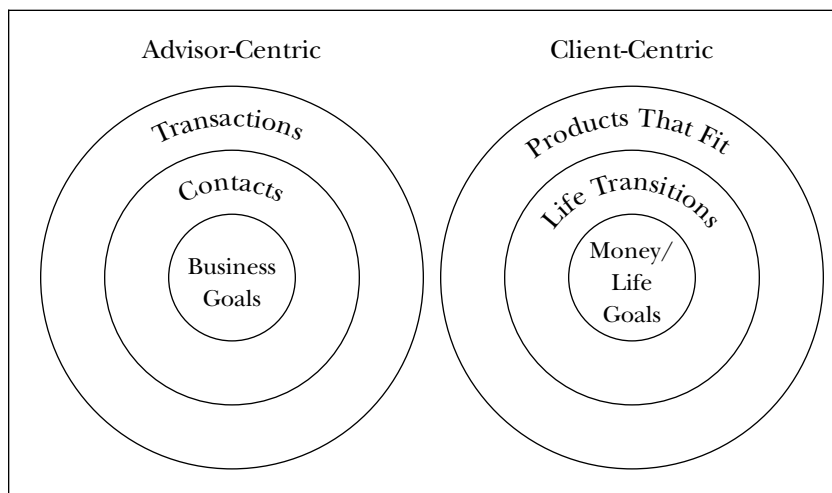 Advisor-Centric
Transactions
Contacts
Business
Goals
Client-Centric
Products That Fit
Life Transitions
Money/
Life
Goals